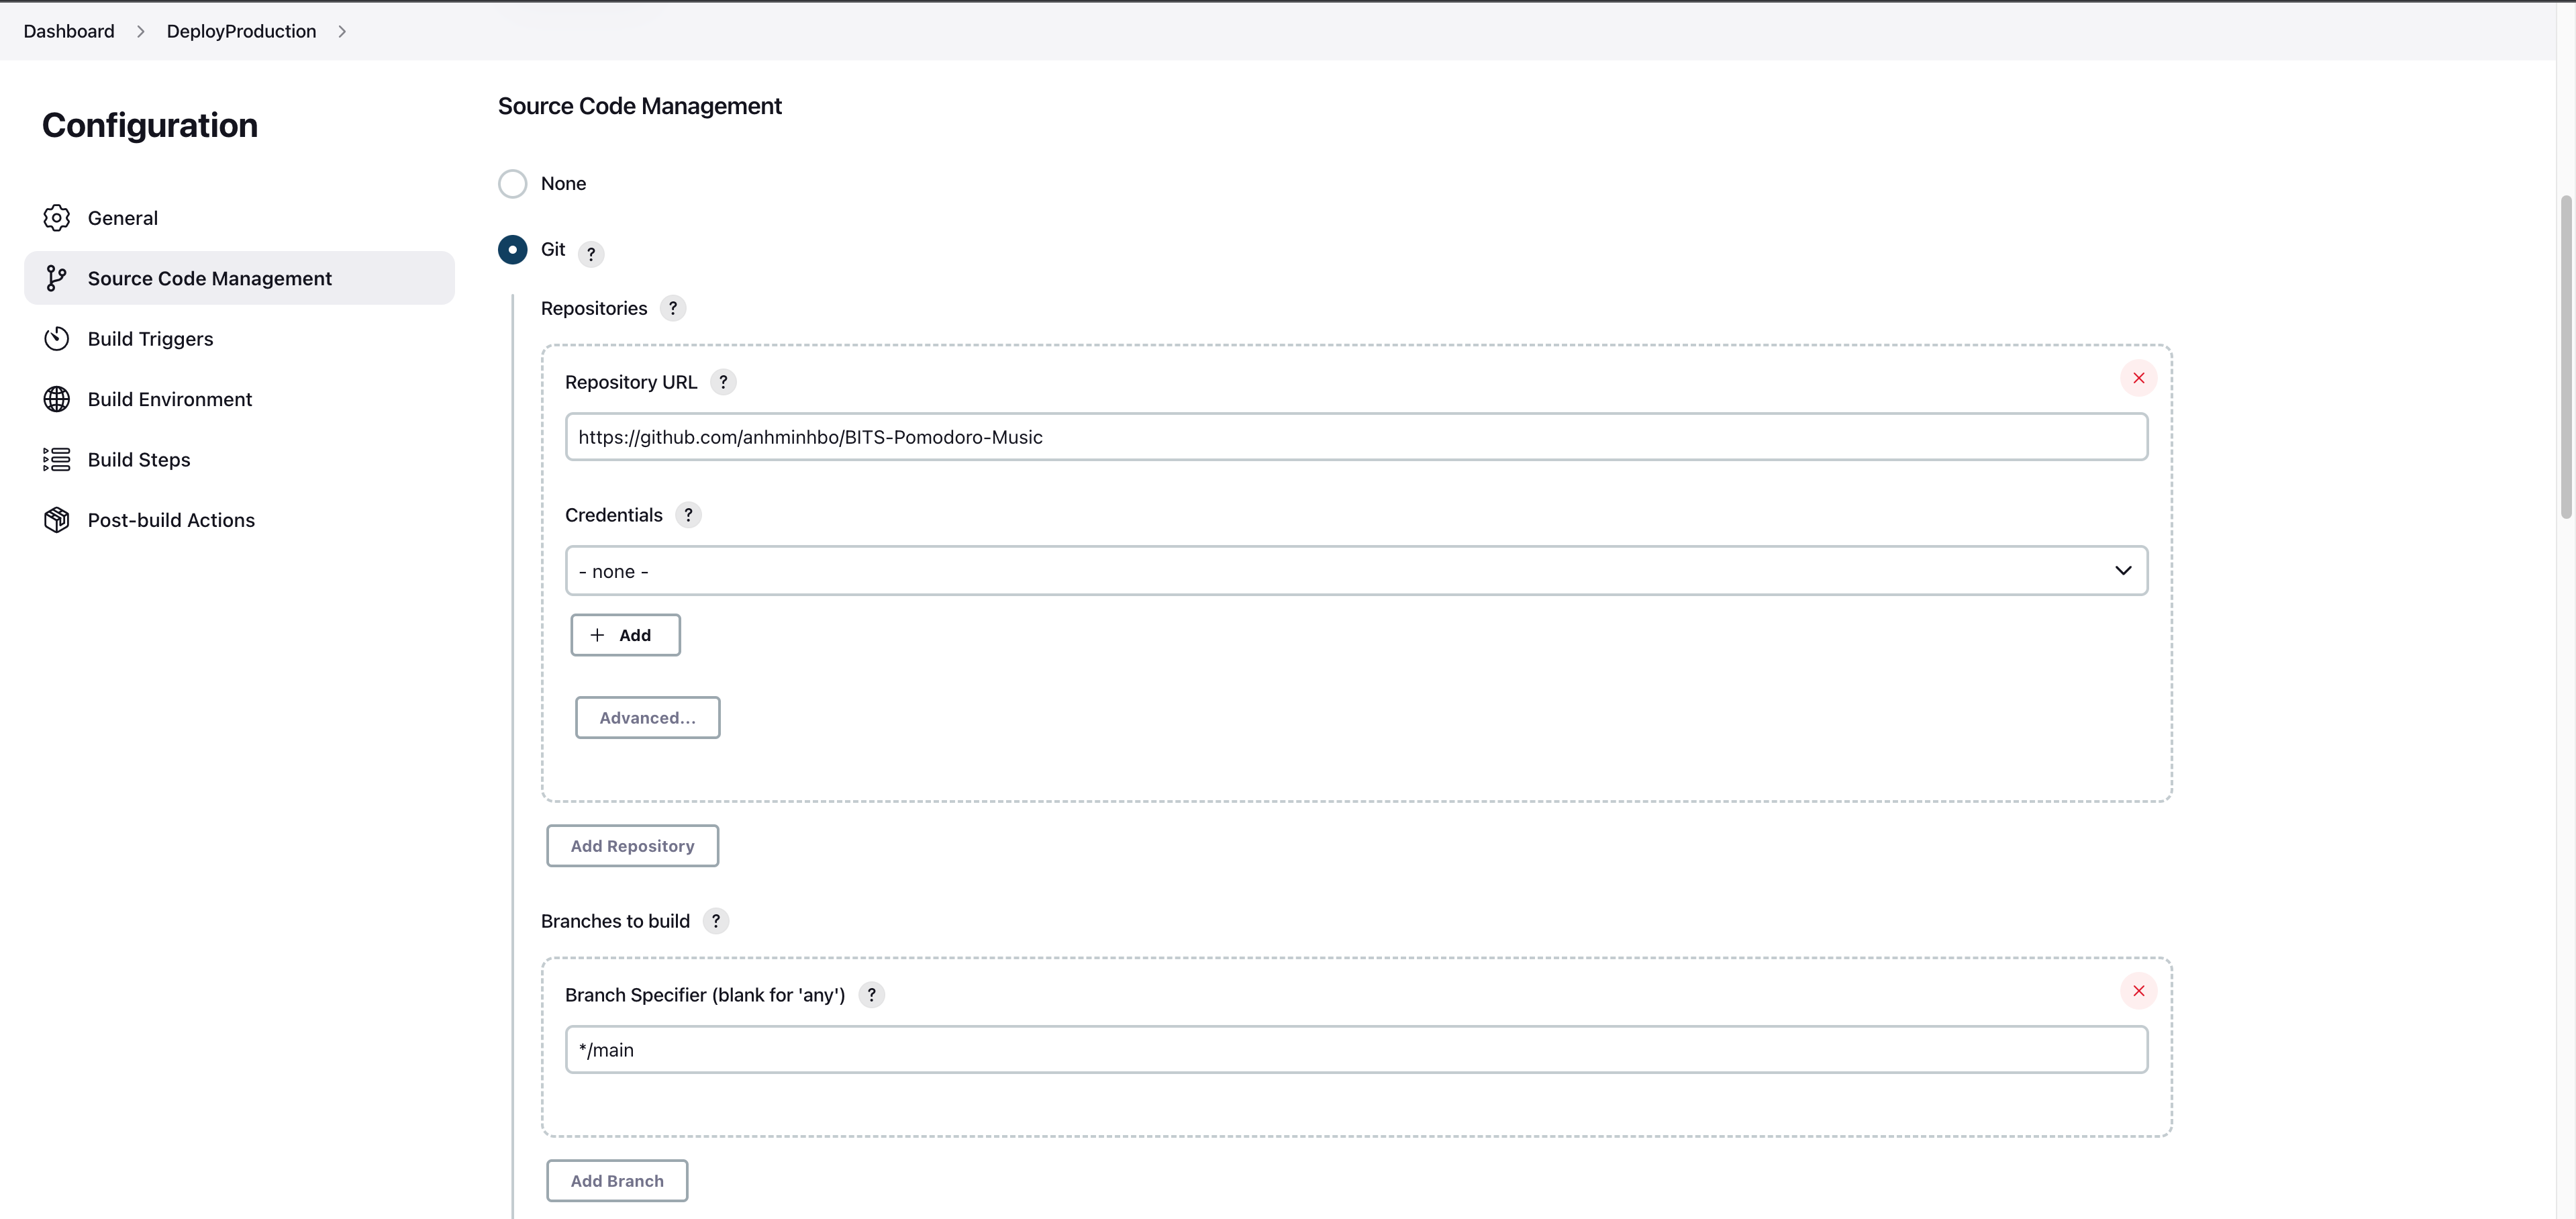 Dashboard
DeployProduction
Configuration
General
Source Code Management
Build Triggers
Build Environment
Build Steps
Post-build Actions
Source Code Management
None
Git ?
Repositories ?
Repository URL ?
https://github.com/anhminhbo/BITS-Pomodoro-Music
Credentials ?
- none -
+ Add
Advanced...
Add Repository
Branches to build ?
Branch Specifier (blank for 'any') ?
*/main
Add Branch